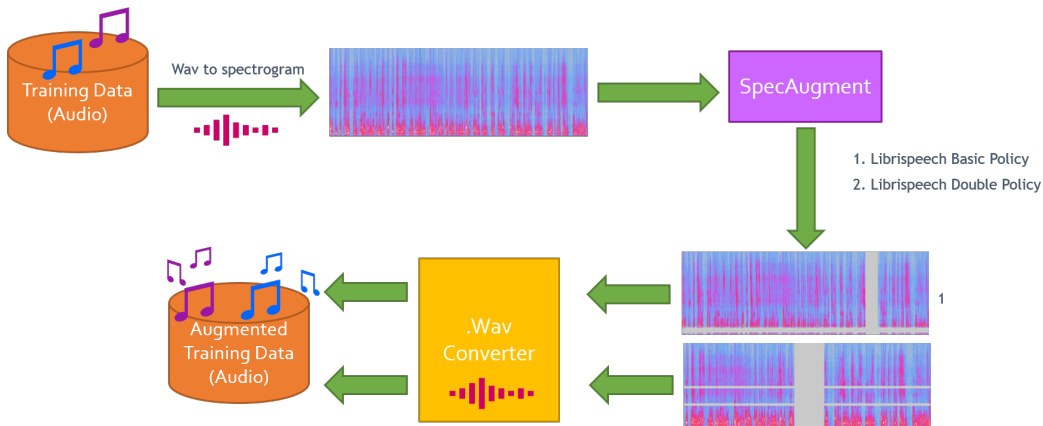 Training Data
(Audio)
Wav to spectrogram
SpecAugment
1. Librispeech Basic Policy
2. Librispeech Double Policy
1
.Wav
Converter
Augmented
Training Data
(Audio)